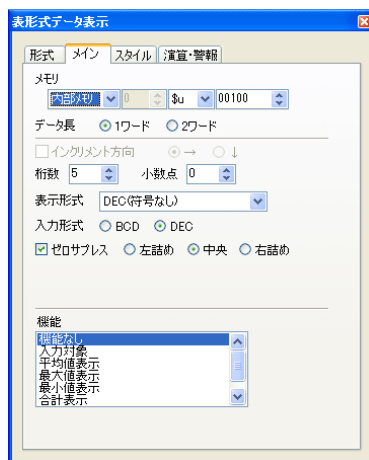 表形式データ表示
形式 メイン スタイル 演算・警報
メモリ
内部メモリ 0 $u 00100
データ長 1ワード 2ワード
インクリメント方向 → ↓
桁数 5 小数点 0
表示形式 DEC(符号なし)
入力形式 BCD DEC
ゼロサプレス 左詰め 中央 右詰め
機能
機能なし
入力対象
平均値表示
最大値表示
最小値表示
合計表示